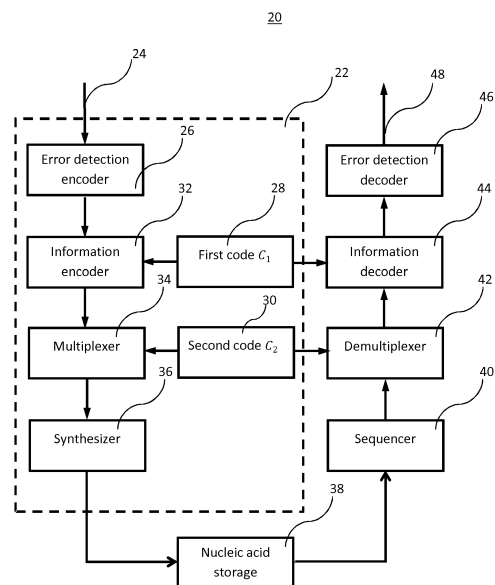 20
24
22
48
46
Error detection
encoder
26
Error detection
decoder
32
28
44
Information
encoder
First code C₁
Information
decoder
34
30
42
Multiplexer
Second code C₂
Demultiplexer
36
40
Synthesizer
Sequencer
38
Nucleic acid
storage